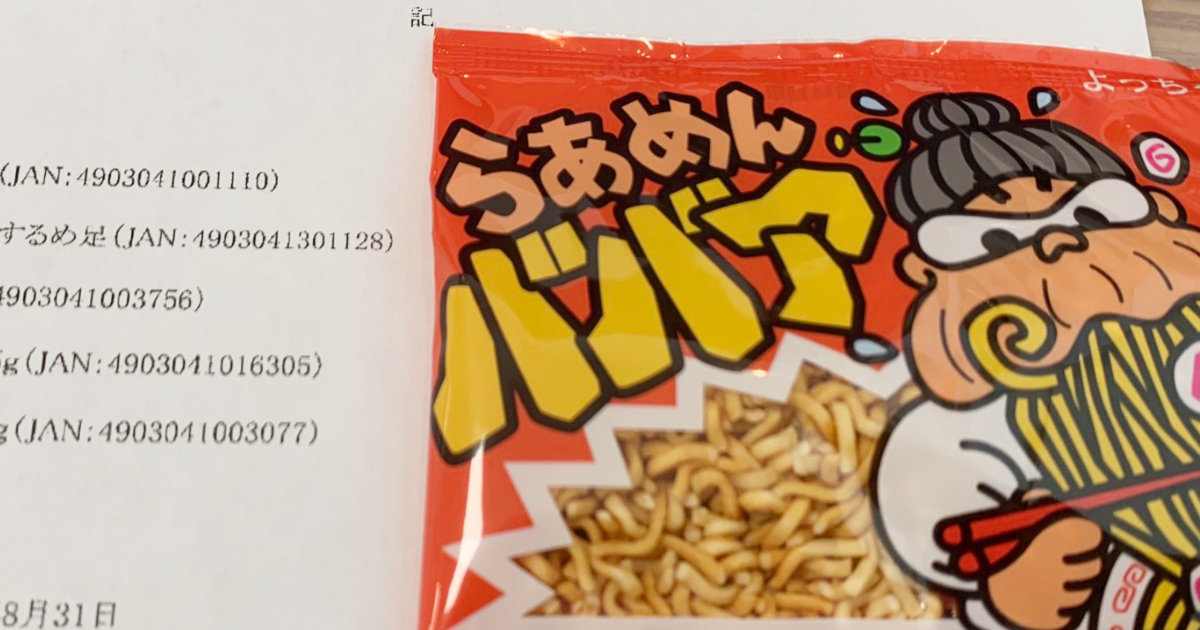 記
(JAN:4903041001110)
するめ足(JAN:4903041301128)
4903041003756)
g(JAN:4903041016305)
g(JAN:4903041003077)
8月31日
よっち
らあめん
ババア
G